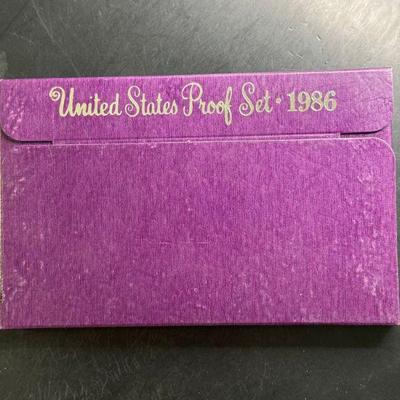 United States Proof Set · 1986